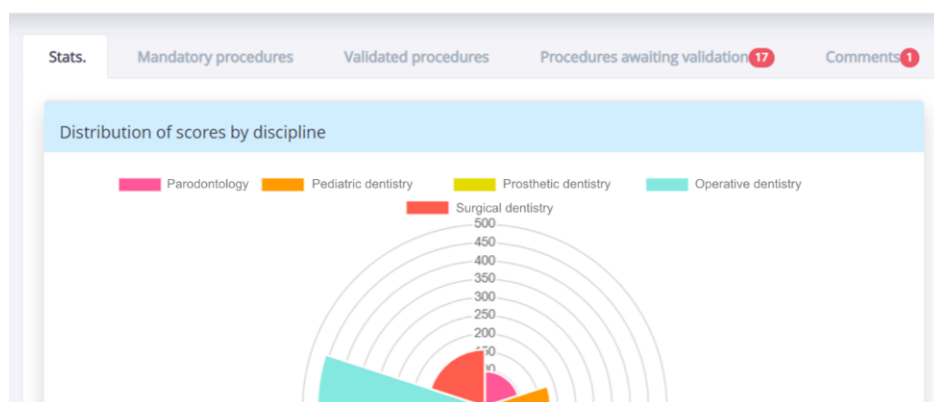 Stats. Mandatory procedures Validated procedures Procedures awaiting validation 17 Comments 1
Distribution of scores by discipline
Parodontology Pediatric dentistry Prosthetic dentistry Operative dentistry
Surgical dentistry
500
450
400
350
300
250
200